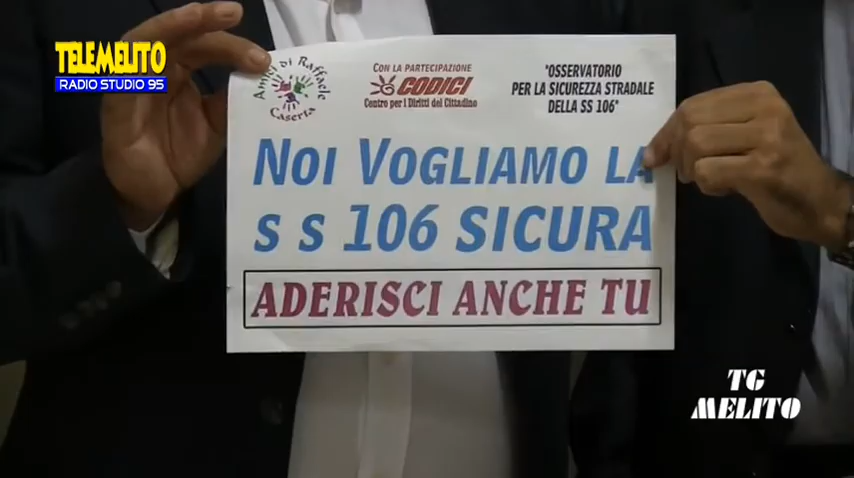 TELEMELITO
RADIO STUDIO 95
Amici di Raffaele
Caserta
CON LA PARTECIPAZIONE
CODICI
Centro per i Diritti del Cittadino
"OSSERVATORIO
PER LA SICUREZZA STRADALE
DELLA SS 106"
NOI VOGLIAMO LA
S S 106 SICURA
ADERISCI ANCHE TU
TG
MELITO